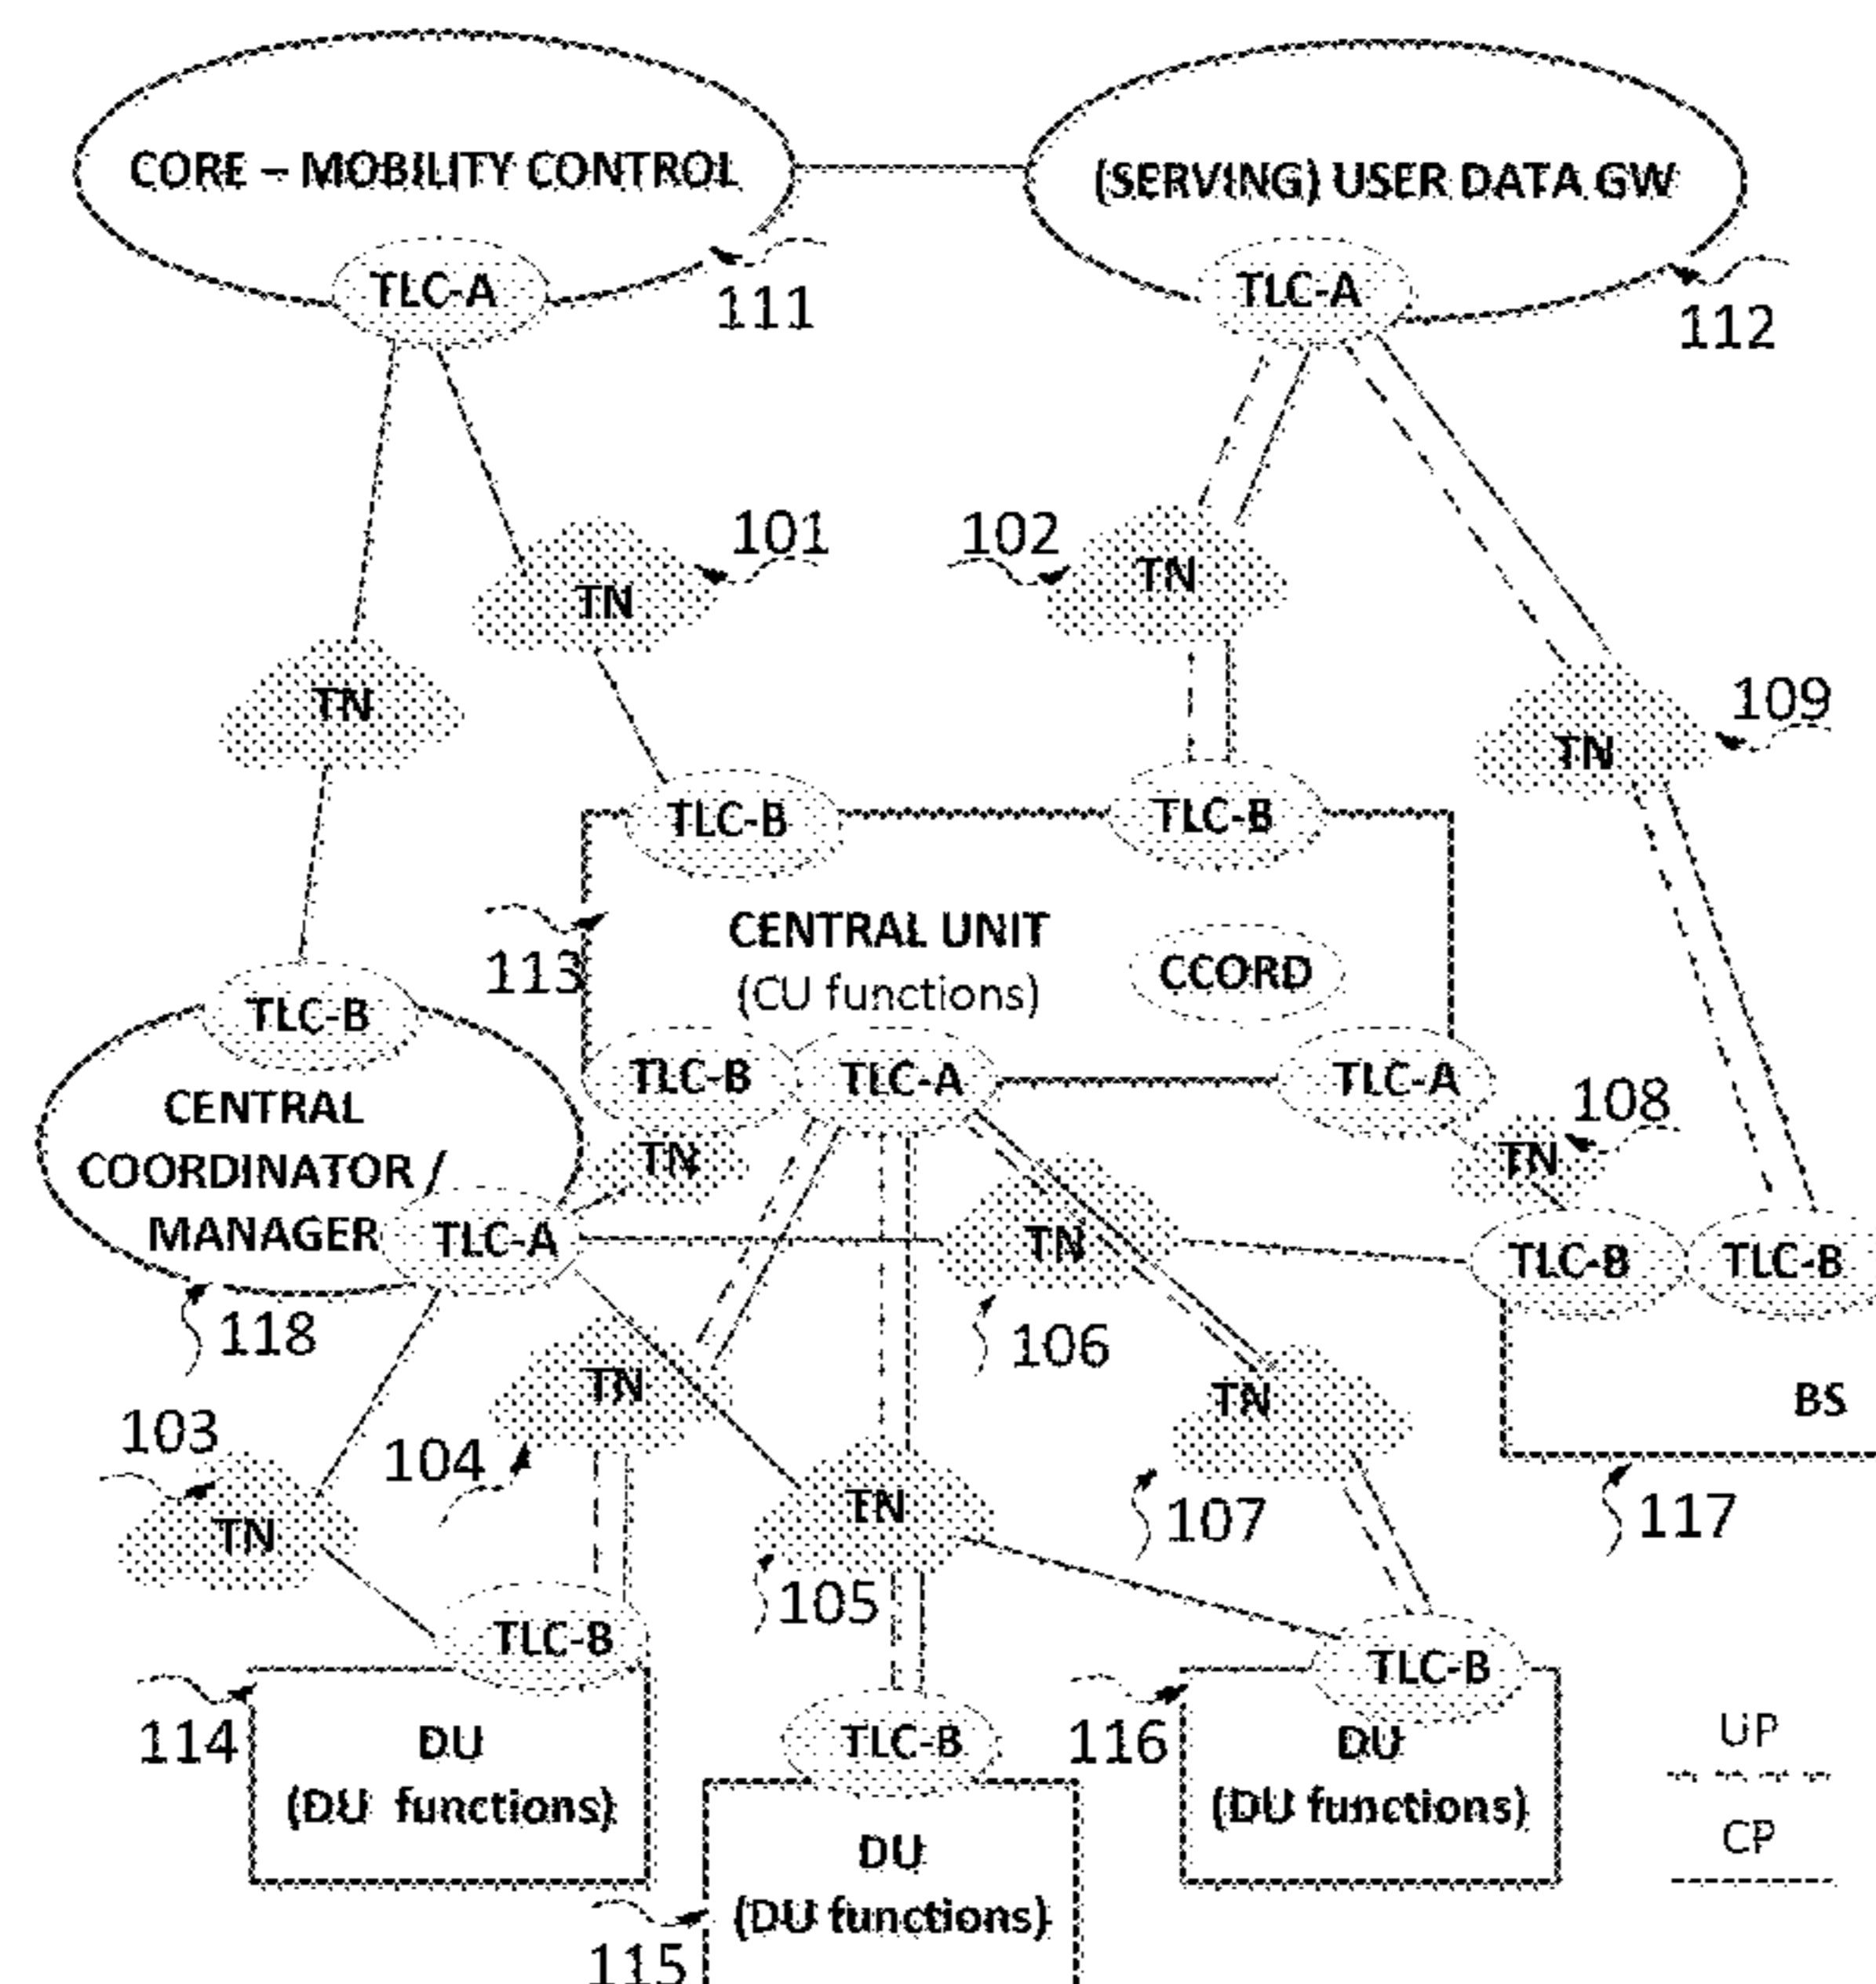 CORE – MOBILITY CONTROL
(SERVING) USER DATA GW
TLC-A
111
TLC-A
112
101
102
TN
TN
109
TN
TN
TLC-B
TLC-B
CENTRAL UNIT
(CU functions)
CCORD
113
TLC-B
TLC-B
TLC-A
TLC-A
108
CENTRAL
COORDINATOR /
MANAGER
TN
TN
TLC-A
TN
TLC-B
TLC-B
118
106
TN
TN
BS
103
104
107
117
TN
TN
105
TLC-B
TLC-B
114
DU
(DU functions)
TLC-B
116
DU
(DU functions)
UP
CP
DU
(DU functions)
115